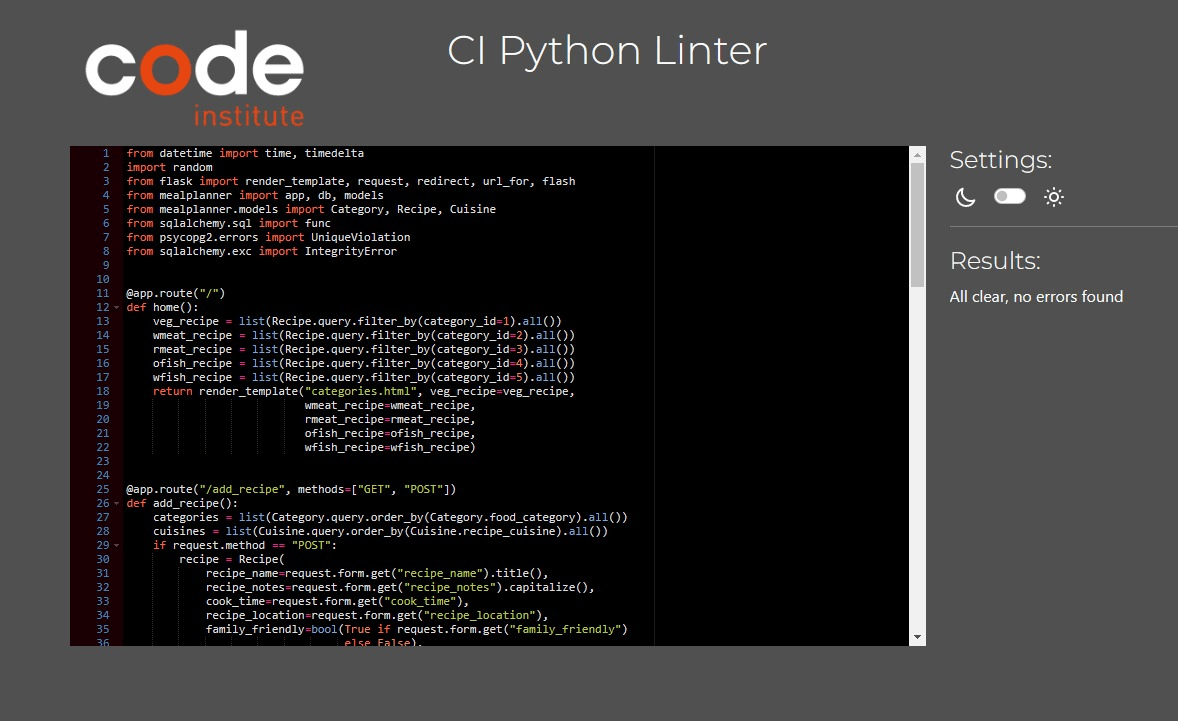 code
institute
CI Python Linter
1 from datetime import time, timedelta
2 import random
3 from flask import render_template, request, redirect, url_for, flash
4 from mealplanner import app, db, models
5 from mealplanner.models import Category, Recipe, Cuisine
6 from sqlalchemy.sql import func
7 from psycopg2.errors import UniqueViolation
8 from sqlalchemy.exc import IntegrityError
9
10
11 @app.route("/")
12 def home():
13     veg_recipe = list(Recipe.query.filter_by(category_id=1).all())
14     wmeat_recipe = list(Recipe.query.filter_by(category_id=2).all())
15     rmeat_recipe = list(Recipe.query.filter_by(category_id=3).all())
16     ofish_recipe = list(Recipe.query.filter_by(category_id=4).all())
17     wfish_recipe = list(Recipe.query.filter_by(category_id=5).all())
18     return render_template("categories.html", veg_recipe=veg_recipe,
19                            wmeat_recipe=wmeat_recipe,
20                            rmeat_recipe=rmeat_recipe,
21                            ofish_recipe=ofish_recipe,
22                            wfish_recipe=wfish_recipe)
23
24
25 @app.route("/add_recipe", methods=["GET", "POST"])
26 def add_recipe():
27     categories = list(Category.query.order_by(Category.food_category).all())
28     cuisines = list(Cuisine.query.order_by(Cuisine.recipe_cuisine).all())
29     if request.method == "POST":
30         recipe = Recipe(
31             recipe_name=request.form.get("recipe_name").title(),
32             recipe_notes=request.form.get("recipe_notes").capitalize(),
33             cook_time=request.form.get("cook_time"),
34             recipe_location=request.form.get("recipe_location"),
35             family_friendly=bool(True if request.form.get("family_friendly")
36                                  else False),
Settings:
Results:
All clear, no errors found